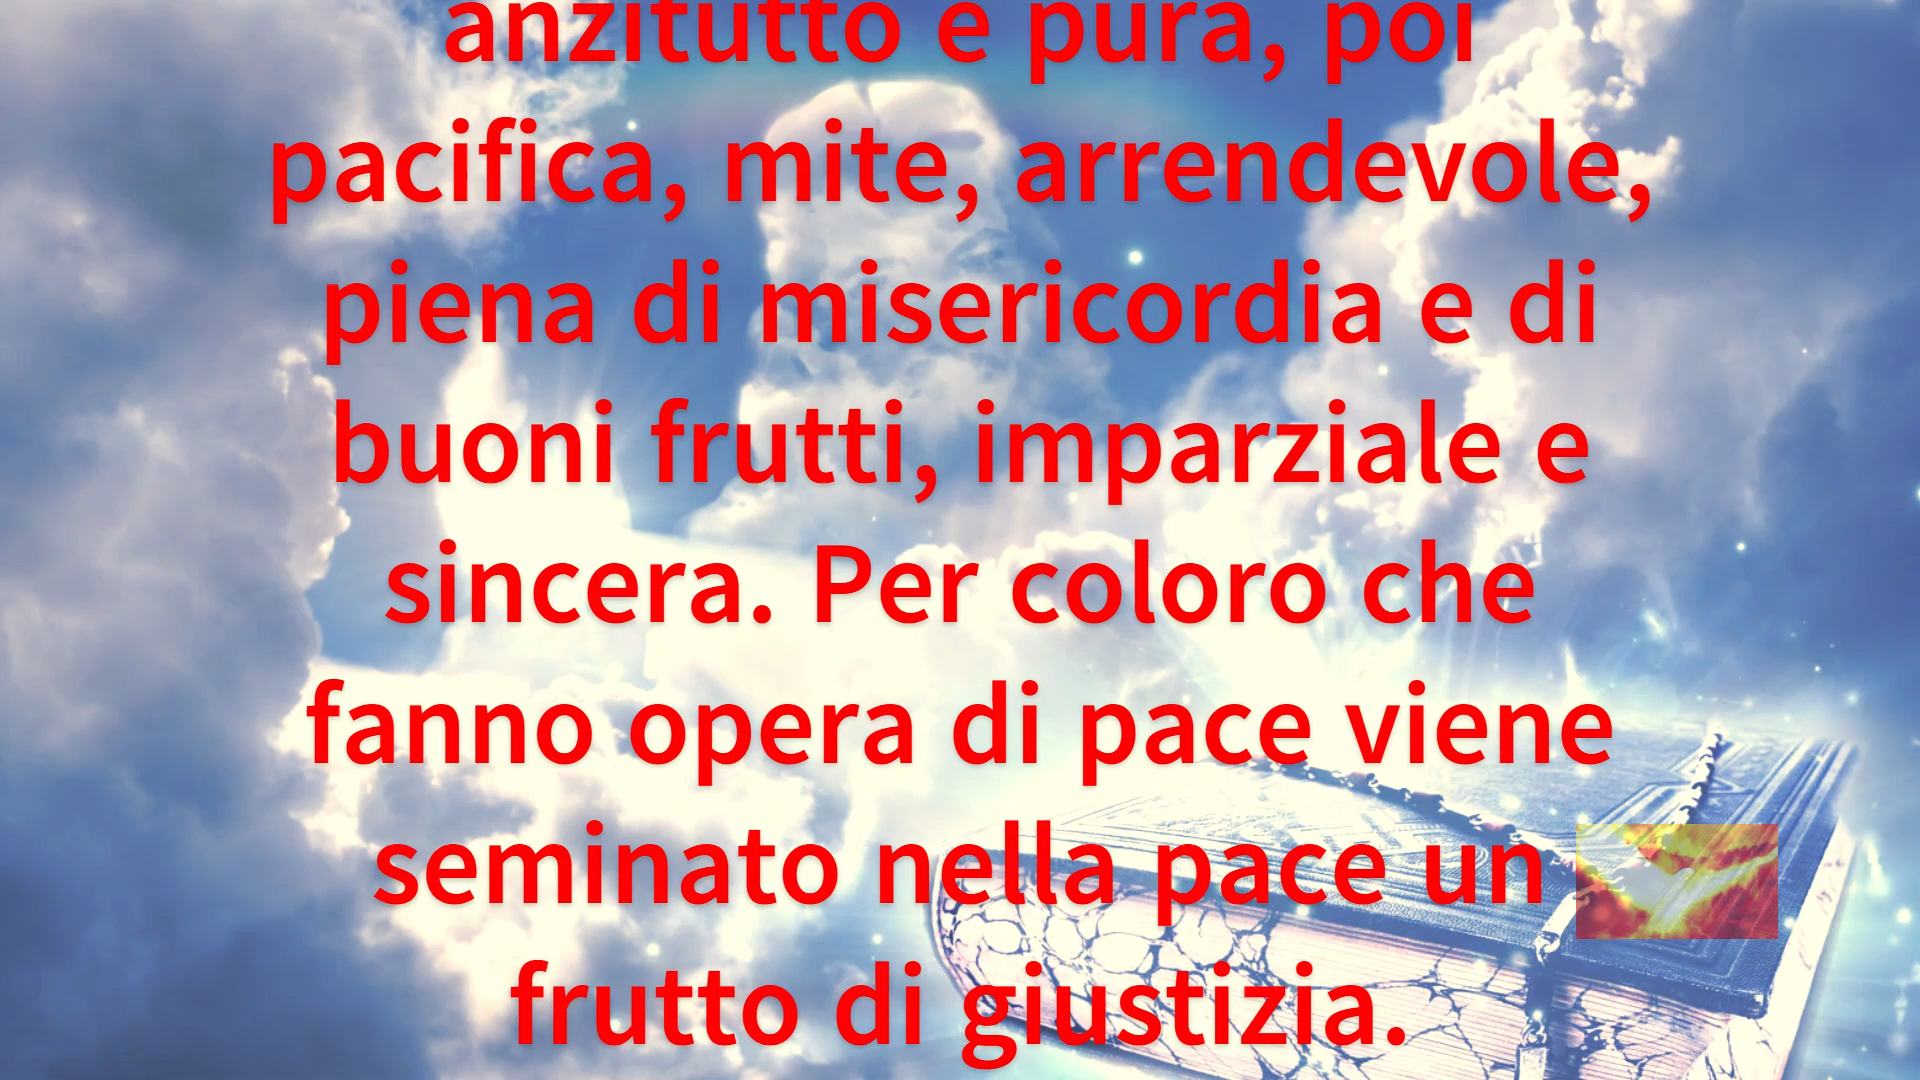 anzitutto è pura, poi
pacifica, mite, arrendevole,
piena di misericordia e di
buoni frutti, imparziale e
sincera. Per coloro che
fanno opera di pace viene
seminato nella pace un
frutto di giustizia.